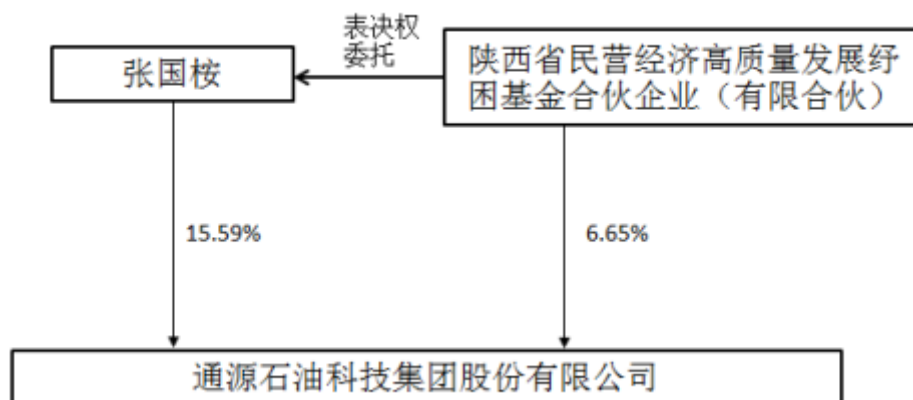 表决权
委托
张国桉
陕西省民营经济高质量发展纾
困基金合伙企业（有限合伙）
15.59%
6.65%
通源石油科技集团股份有限公司